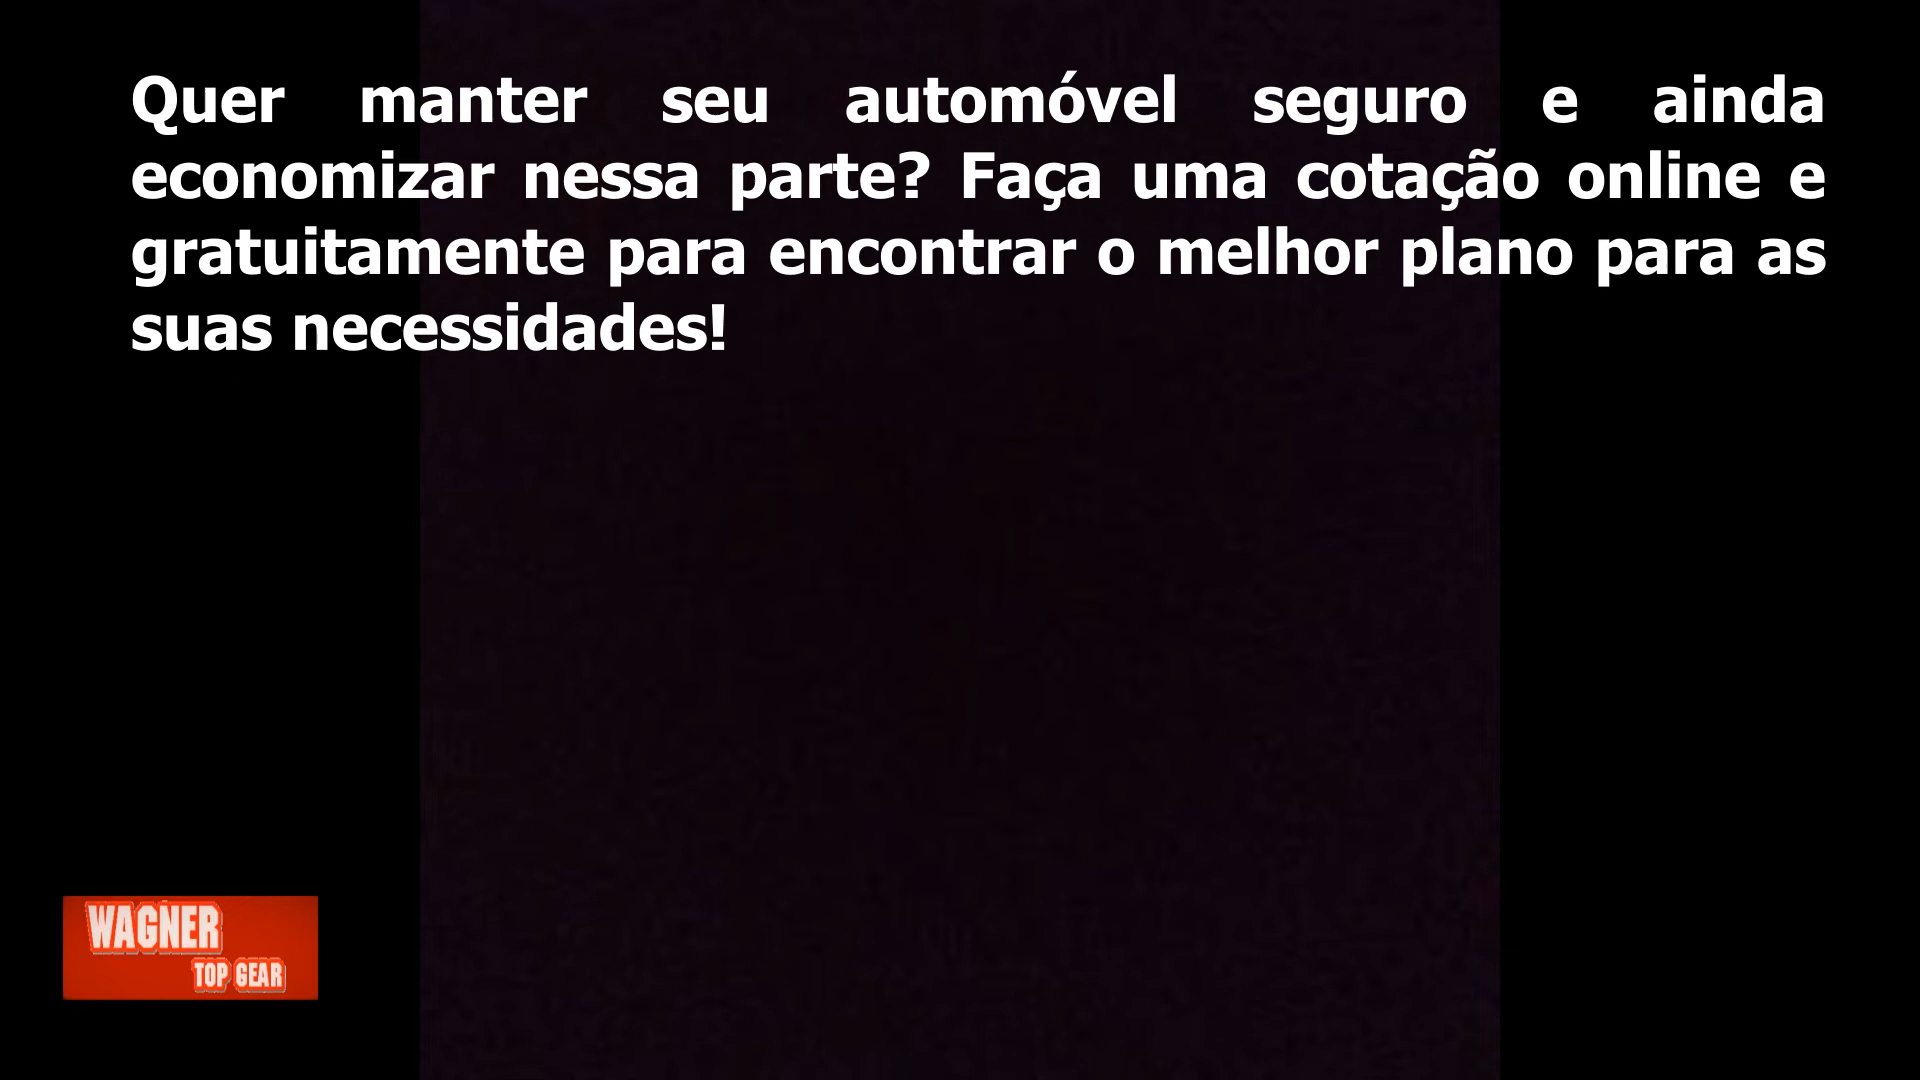 Quer manter seu automóvel seguro e ainda
economizar nessa parte? Faça uma cotação online e
gratuitamente para encontrar o melhor plano para as
suas necessidades!
WAGNER
TOP GEAR